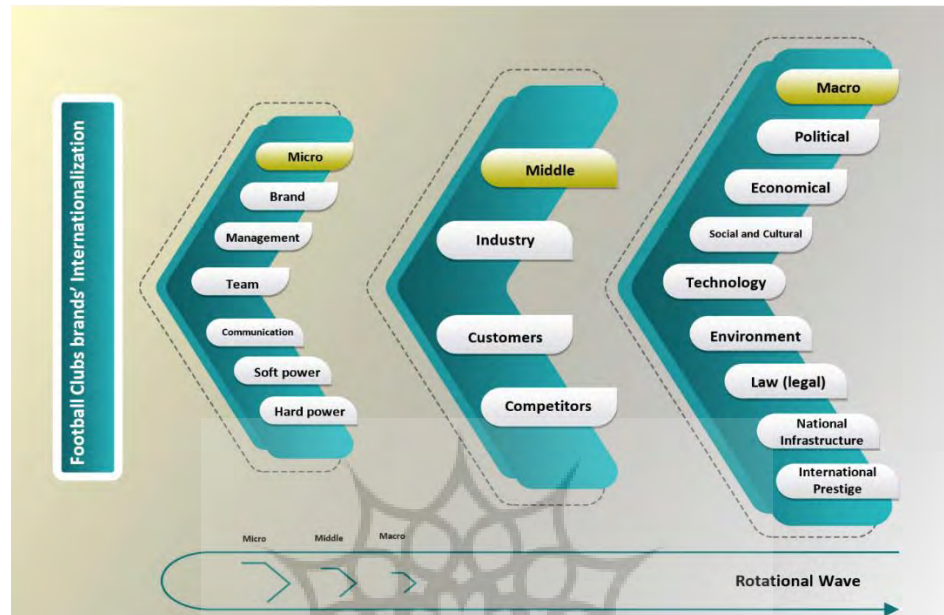 Football Clubs brands' Internationalization
Micro
Brand
Management
Team
Communication
Soft power
Hard power
Middle
Industry
Customers
Competitors
Macro
Political
Economical
Social and Cultural
Technology
Environment
Law (legal)
National
Infrastructure
International
Prestige
Micro
Middle
Macro
Rotational Wave